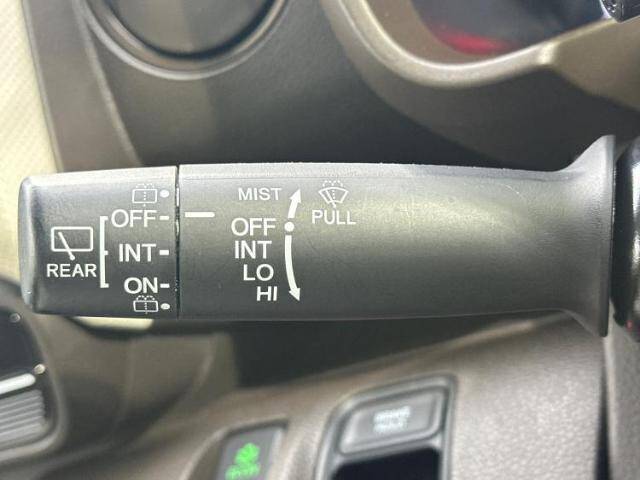 MIST
PULL
OFF
INT
LO
HI
OFF
INT
ON
REAR